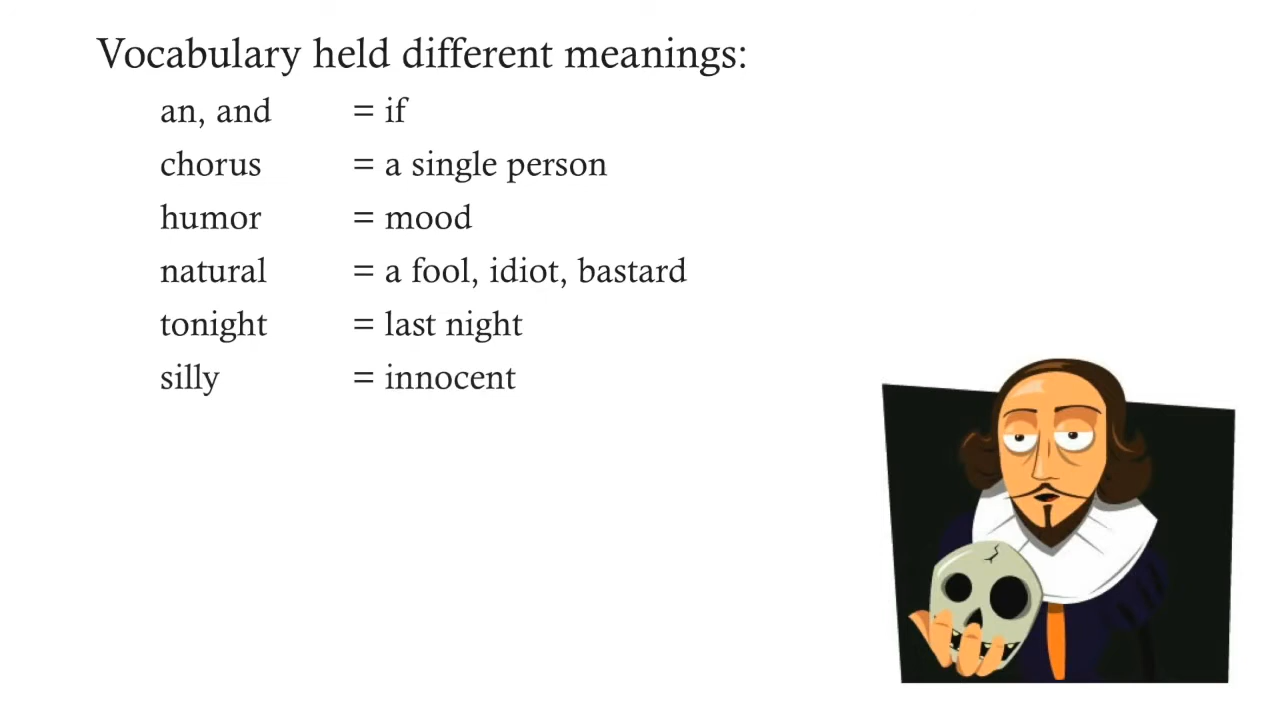 Vocabulary held different meanings:
an, and = if
chorus = a single person
humor = mood
natural = a fool, idiot, bastard
tonight = last night
silly = innocent